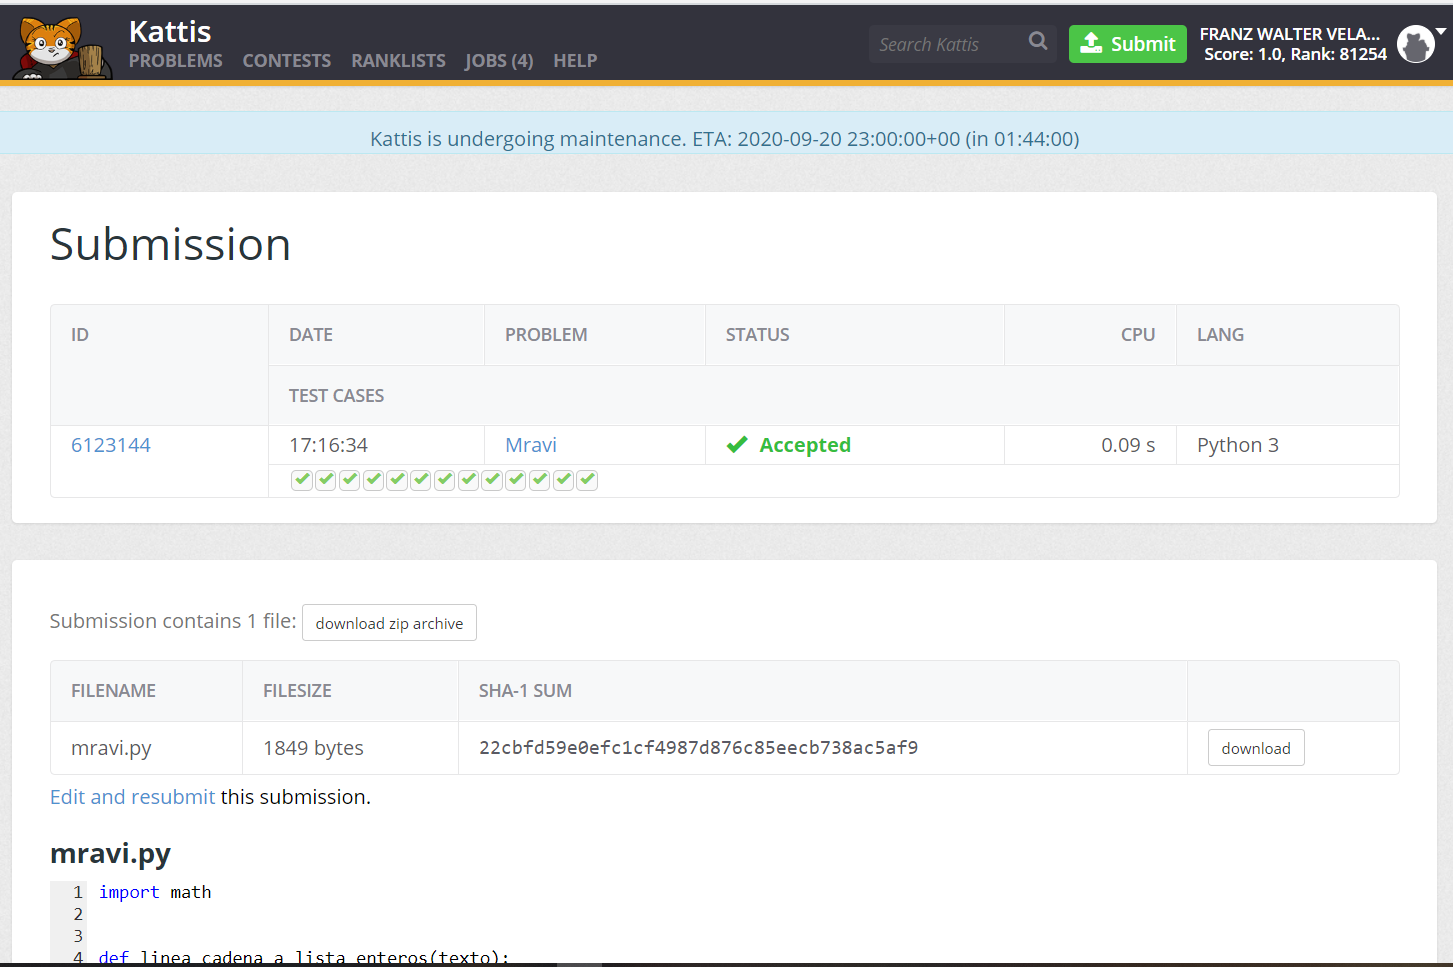 Kattis
PROBLEMS CONTESTS RANKLISTS JOBS (4) HELP
Search Kattis
Submit
FRANZ WALTER VELA...
Score: 1.0, Rank: 81254
Kattis is undergoing maintenance. ETA: 2020-09-20 23:00:00+00 (in 01:44:00)
Submission
ID DATE PROBLEM STATUS CPU LANG
TEST CASES
6123144 17:16:34 Mravi Accepted 0.09 s Python 3
Submission contains 1 file: download zip archive
FILENAME FILESIZE SHA-1 SUM
mravi.py 1849 bytes 22cbfd59e0efc1cf4987d876c85eecb738ac5af9 download
Edit and resubmit this submission.
mravi.py
1 import math
2
3
4 def linea_cadena_a_lista_enteros(texto):